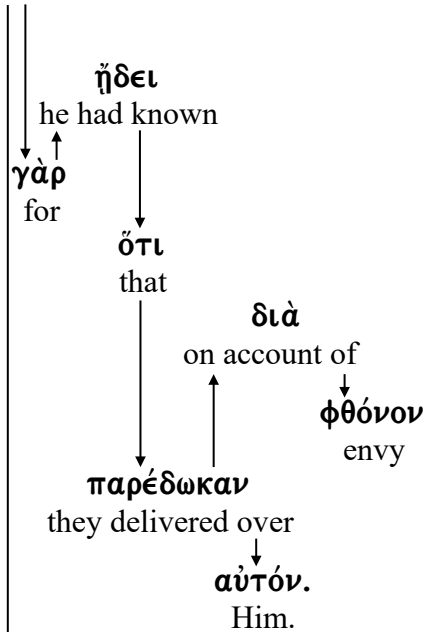 ᾔδει
he had known
γὰρ
for
ὅτι
that
διὰ
on account of
φθόνον
envy
παρέδωκαν
they delivered over
αὐτόν.
Him.